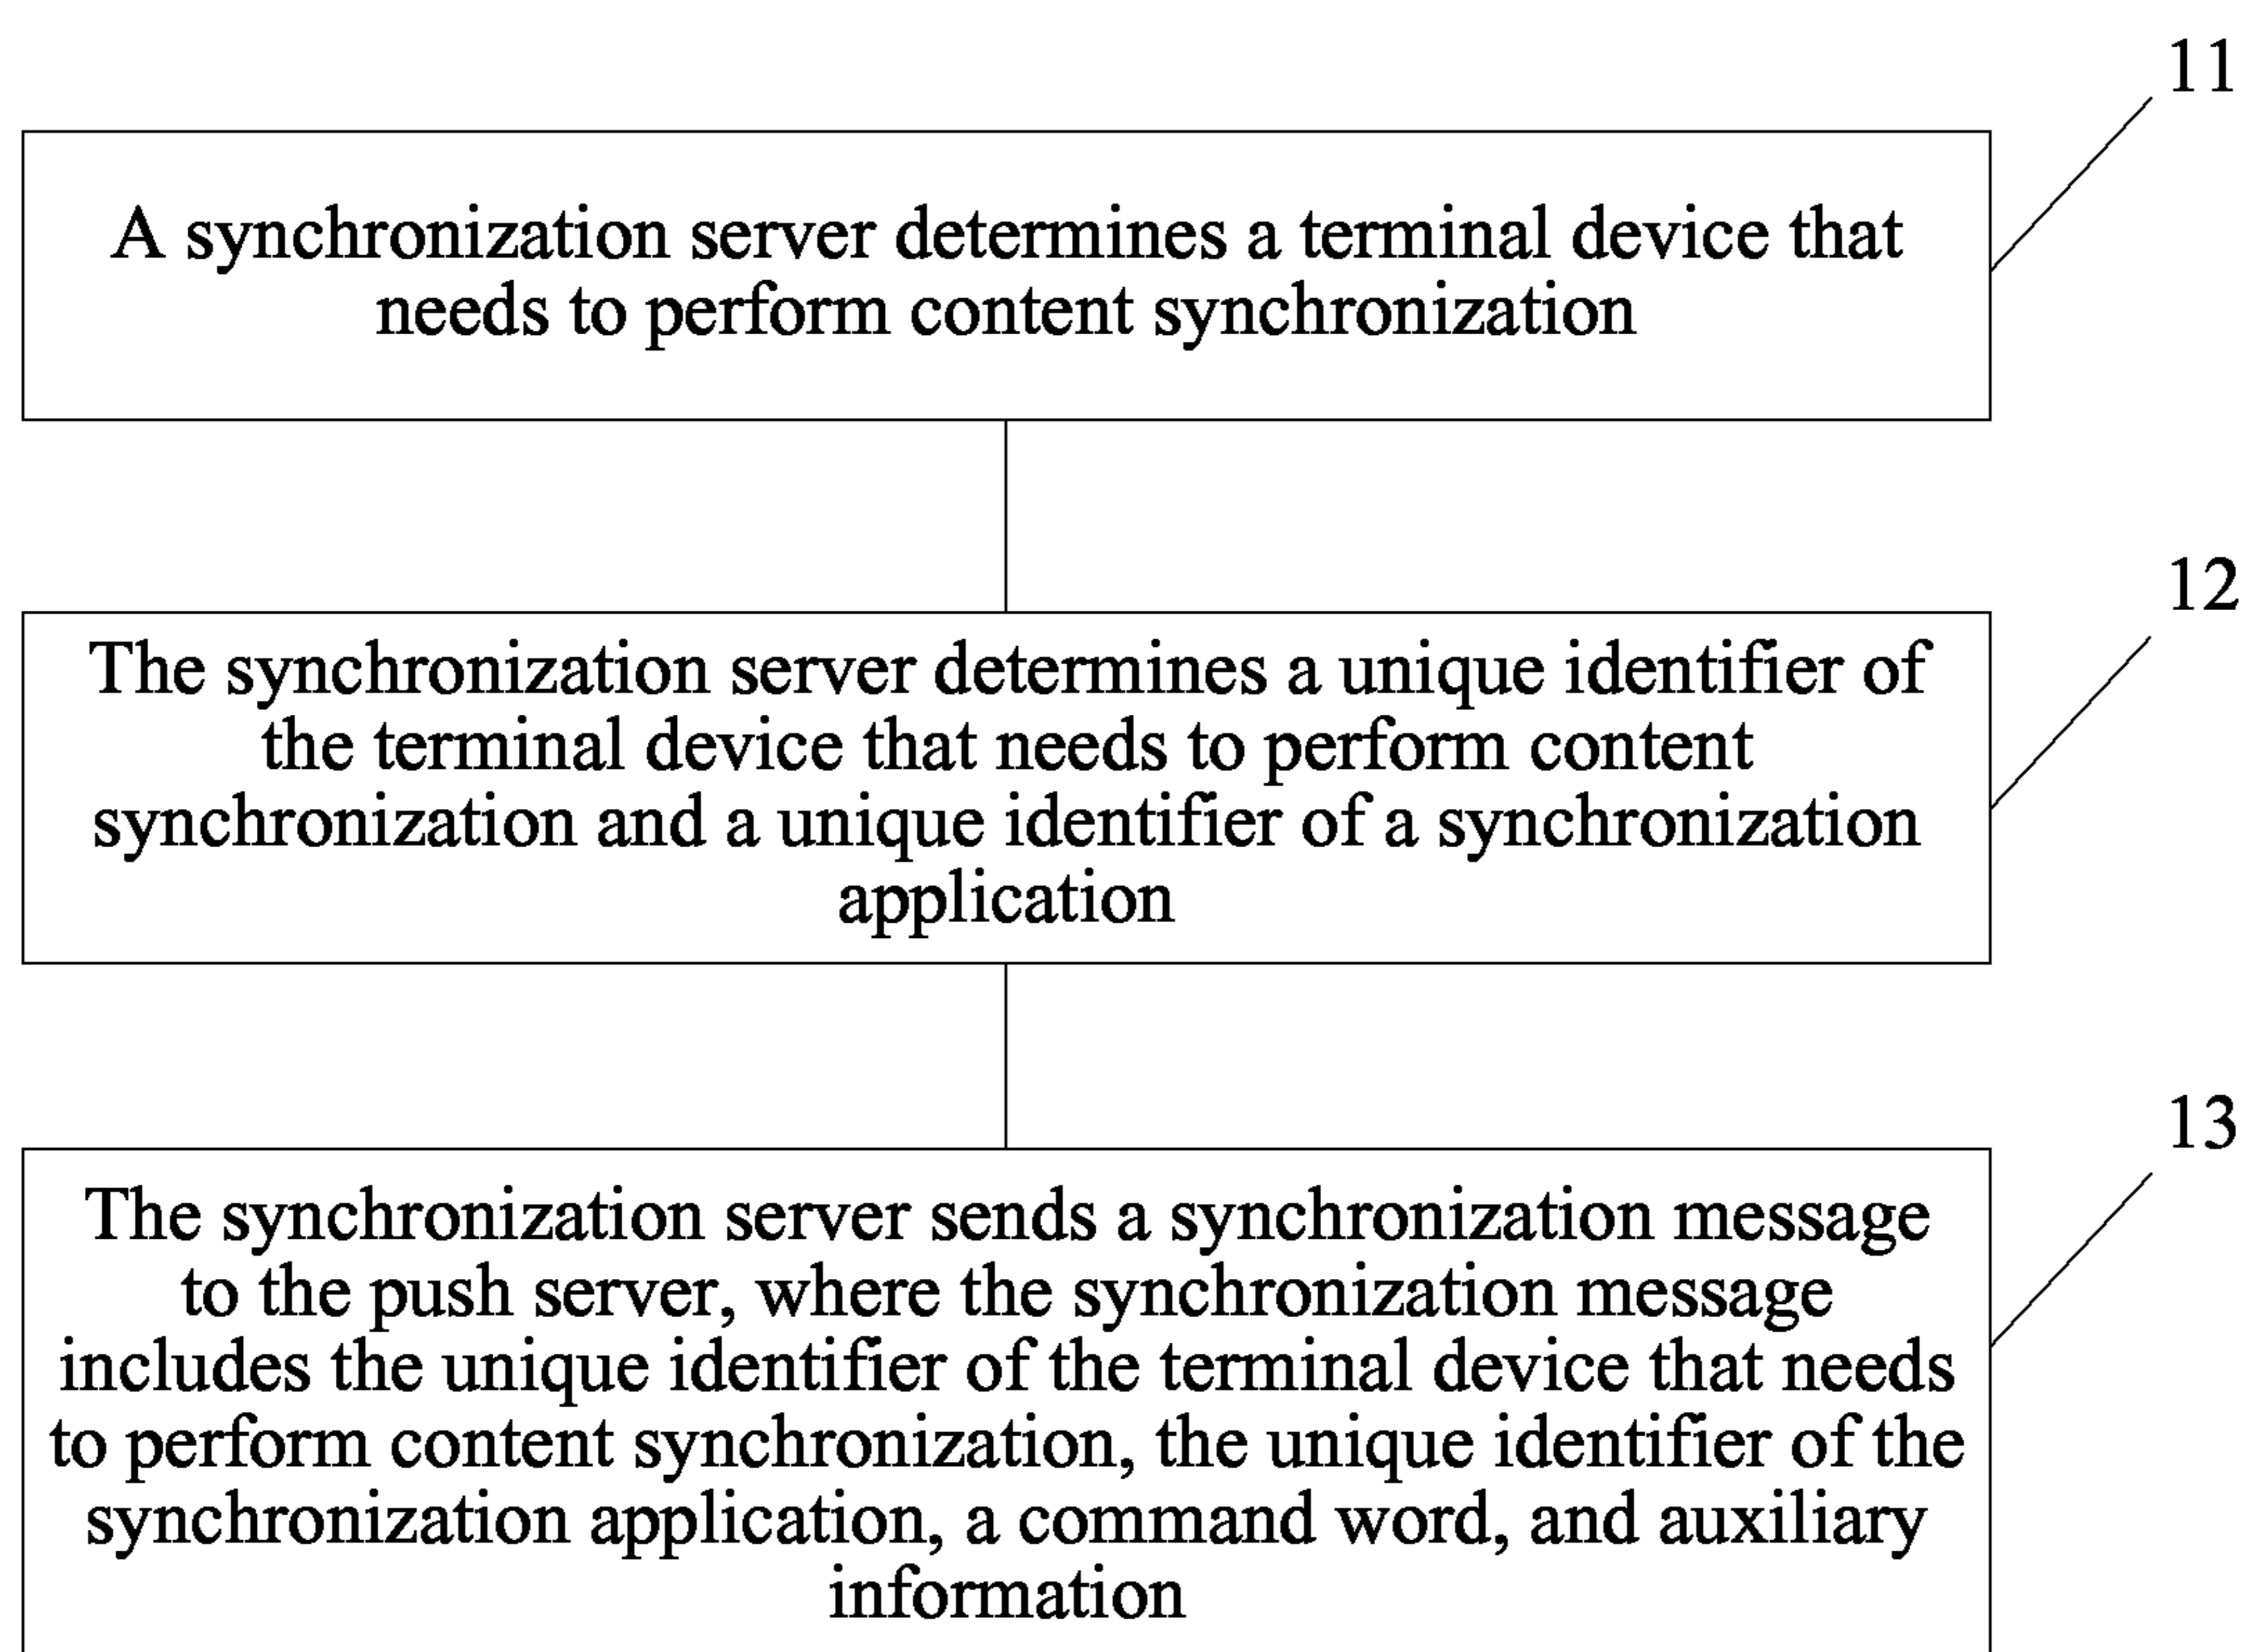 11
A synchronization server determines a terminal device that
needs to perform content synchronization
12
The synchronization server determines a unique identifier of
the terminal device that needs to perform content
synchronization and a unique identifier of a synchronization
application
13
The synchronization server sends a synchronization message
to the push server, where the synchronization message
includes the unique identifier of the terminal device that needs
to perform content synchronization, the unique identifier of the
synchronization application, a command word, and auxiliary
information